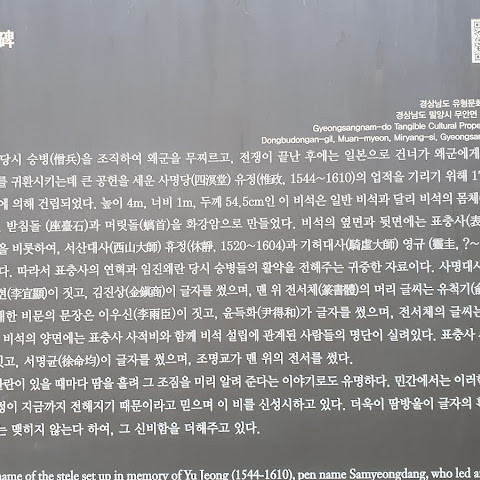 碑
경상남도 유형문화
경상남도 밀양시 무안면
Gyeongsangnam-do Tangible Cultural Prope
Dongbudongan-gil, Muan-myeon, Miryang-si, Gyeongsan
당시 승병(僧兵)을 조직하여 왜군을 무찌르고, 전쟁이 끝난 후에는 일본으로 건너가 왜군에게
를 귀환시키는데 큰 공헌을 세운 사명당(四溟堂) 유정(惟政, 1544~1610)의 업적을 기리기 위해 1
에 의해 건립되었다. 높이 4m, 너비 1m, 두께 54.5cm인 이 비석은 일반 비석과 달리 비석의 몸체
받침돌 (座臺石)과 머릿돌(螭首)을 화강암으로 만들었다. 비석의 옆면과 뒷면에는 표충사(表
을 비롯하여, 서산대사(西山大師) 휴정(休靜, 1520~1604)과 기허대사(騎虛大師) 영규 (靈圭, ?~
다. 따라서 표충사의 연혁과 임진왜란 당시 승병들의 활약을 전해주는 귀중한 자료이다. 사명대
현(李宜顯)이 짓고, 김진상(金鎭商)이 글자를 썼으며, 맨 위 전서체(篆書體)의 머리 글씨는 유척기(
한 비문의 문장은 이우신(李雨臣)이 짓고, 윤득화(尹得和)가 글자를 썼으며, 전서체의 글씨는
비석의 양면에는 표충사 사적비와 함께 비석 설립에 관계된 사람들의 명단이 실려있다. 표충사
짓고, 서명균(徐命均)이 글자를 썼으며, 조명교가 맨 위의 전서를 썼다.
란이 있을 때마다 땀을 흘려 그 조짐을 미리 알려 준다는 이야기로도 유명하다. 민간에서는 이러한
정이 지금까지 전해지기 때문이라고 믿으며 이 비를 신성시하고 있다. 더욱이 땀방울이 글자의 획
는 맺히지 않는다 하여, 그 신비함을 더해주고 있다.
name of the stele set up in memory of Yu Jeong (1544-1610), pen name Samyeongdang, who led ar